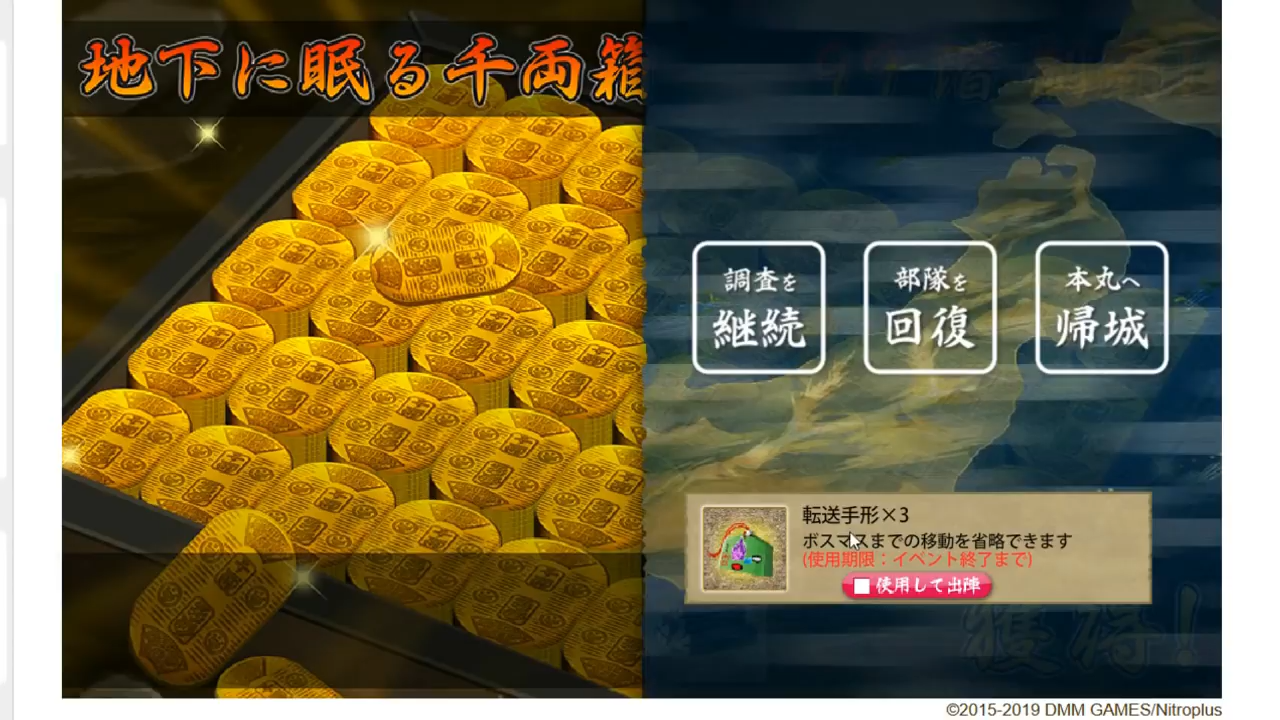 地下に眠る千両箱
調査を
継続
部隊を
回復
本丸へ
帰城
転送手形×3
ボスマスまでの移動を省略できます
(使用期限：イベント終了まで)
使用して出陣
獲得!
©2015-2019 DMM GAMES/Nitroplus